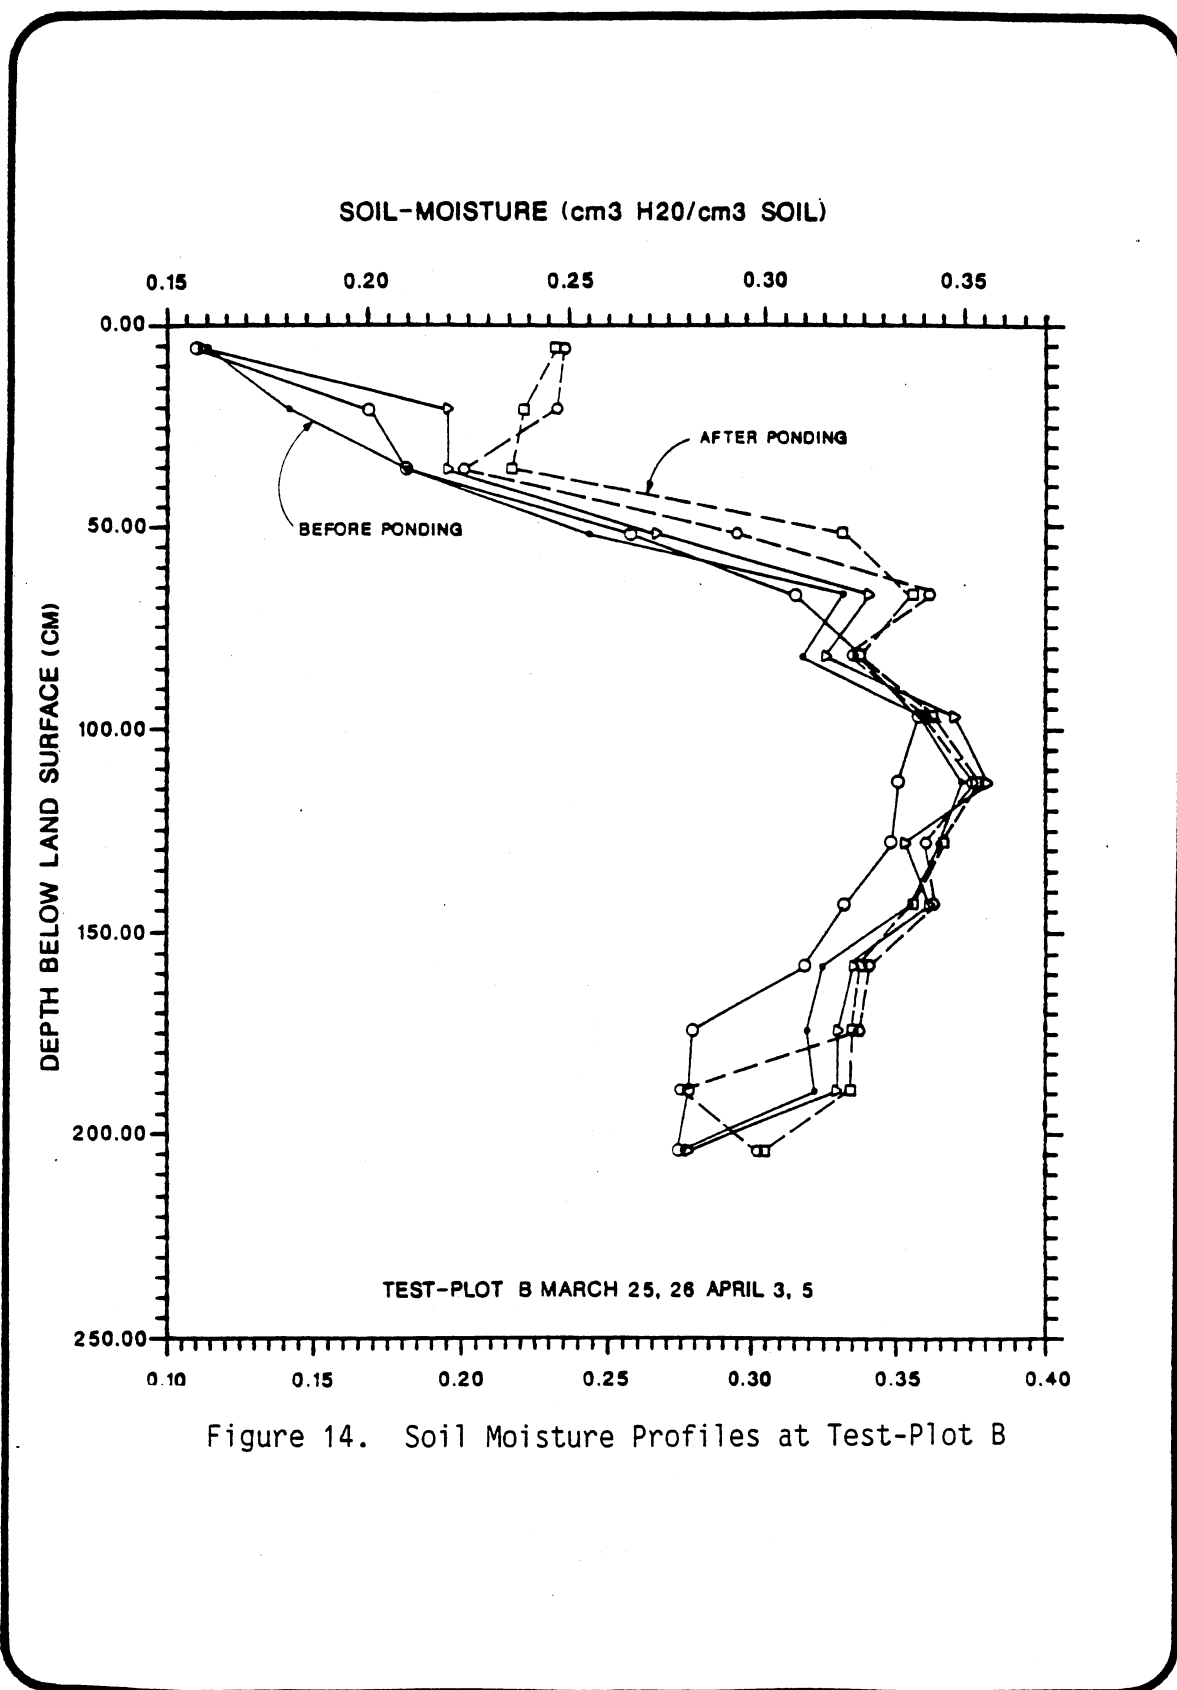 SOIL-MOISTURE (cm3 H20/cm3 SOIL)
0.15 0.20 0.25 0.30 0.35
0.00
AFTER PONDING
BEFORE PONDING
50.00
DEPTH BELOW LAND SURFACE (CM)
100.00
150.00
200.00
TEST-PLOT B MARCH 25, 26 APRIL 3, 5
250.00
0.10 0.15 0.20 0.25 0.30 0.35 0.40
Figure 14. Soil Moisture Profiles at Test-Plot B